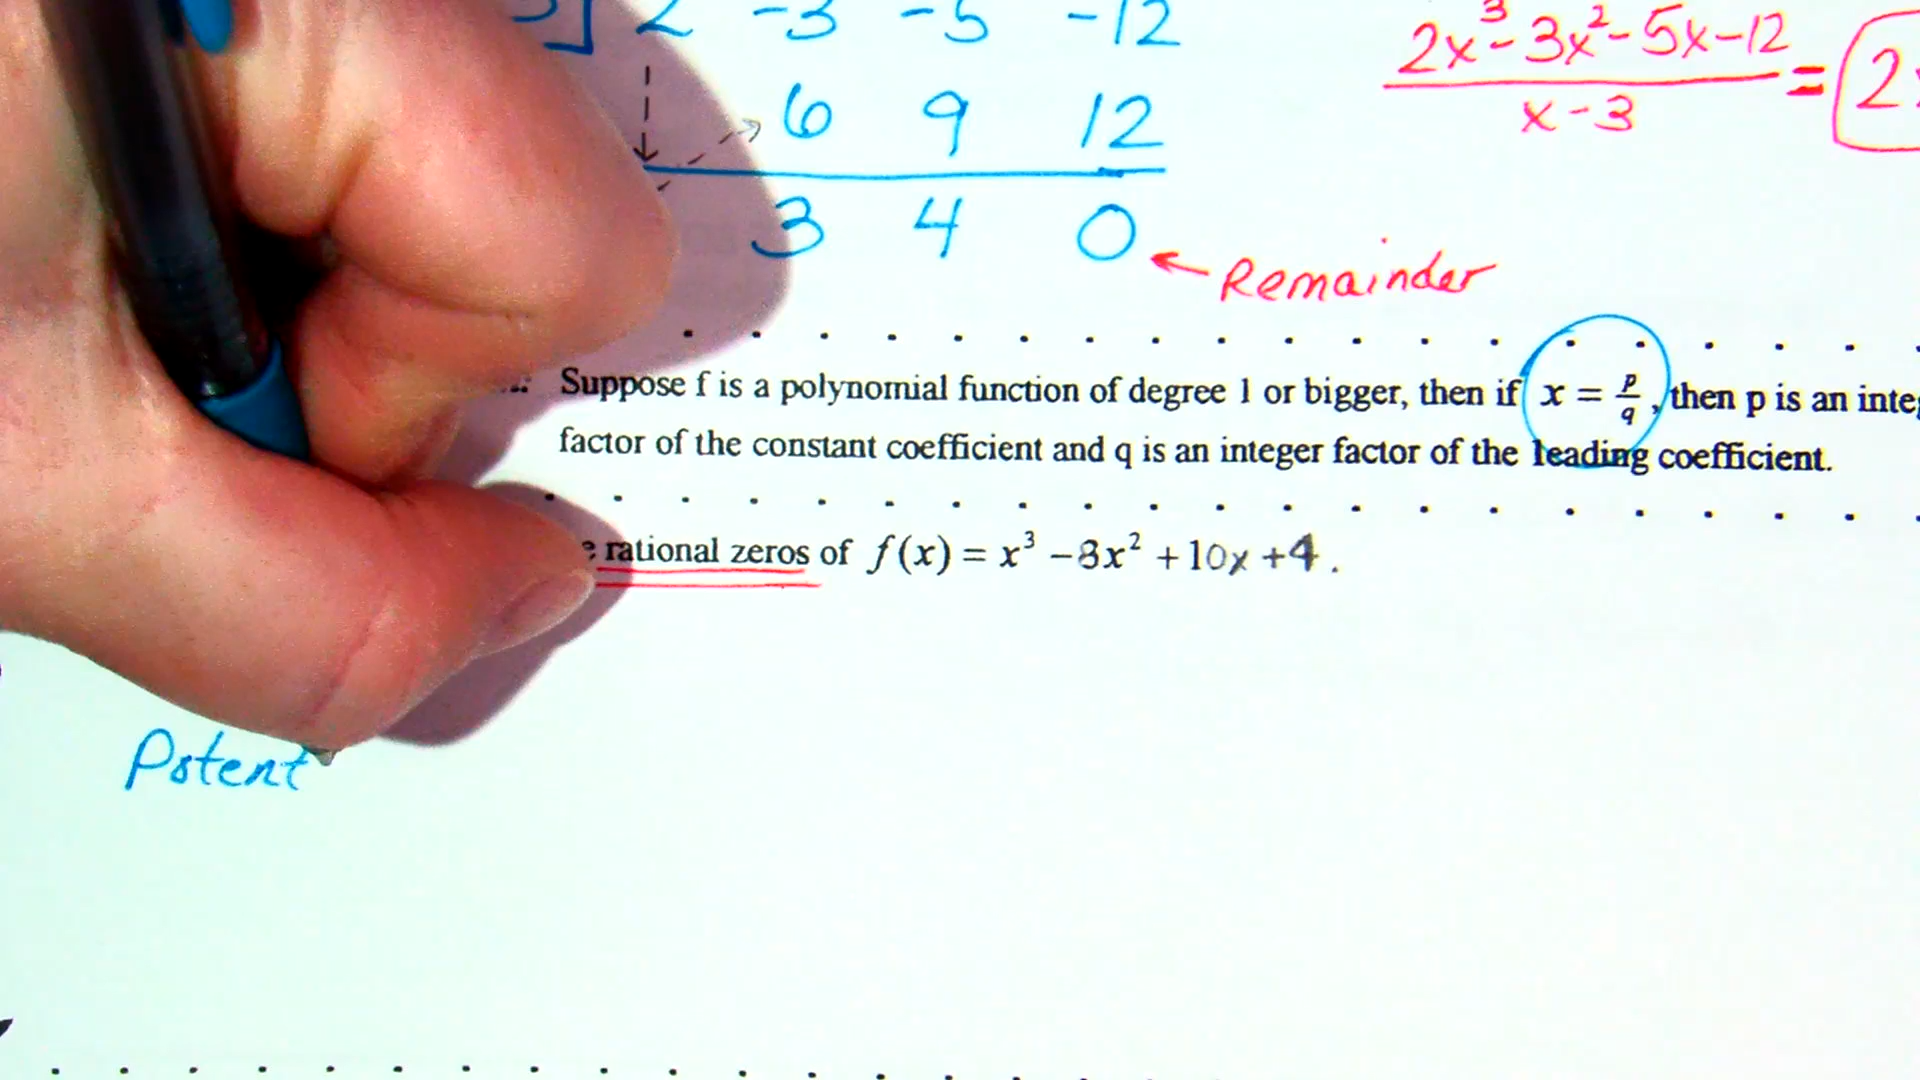 2 -3 -5 -12
6 9 12
3 4 0 ← Remainder
2x³-3x²-5x-12 / x-3 = 2
Suppose f is a polynomial function of degree 1 or bigger, then if x = p/q, then p is an
factor of the constant coefficient and q is an integer factor of the leading coefficient.
rational zeros of f(x) = x³ -8x² +10x +4.
Potent